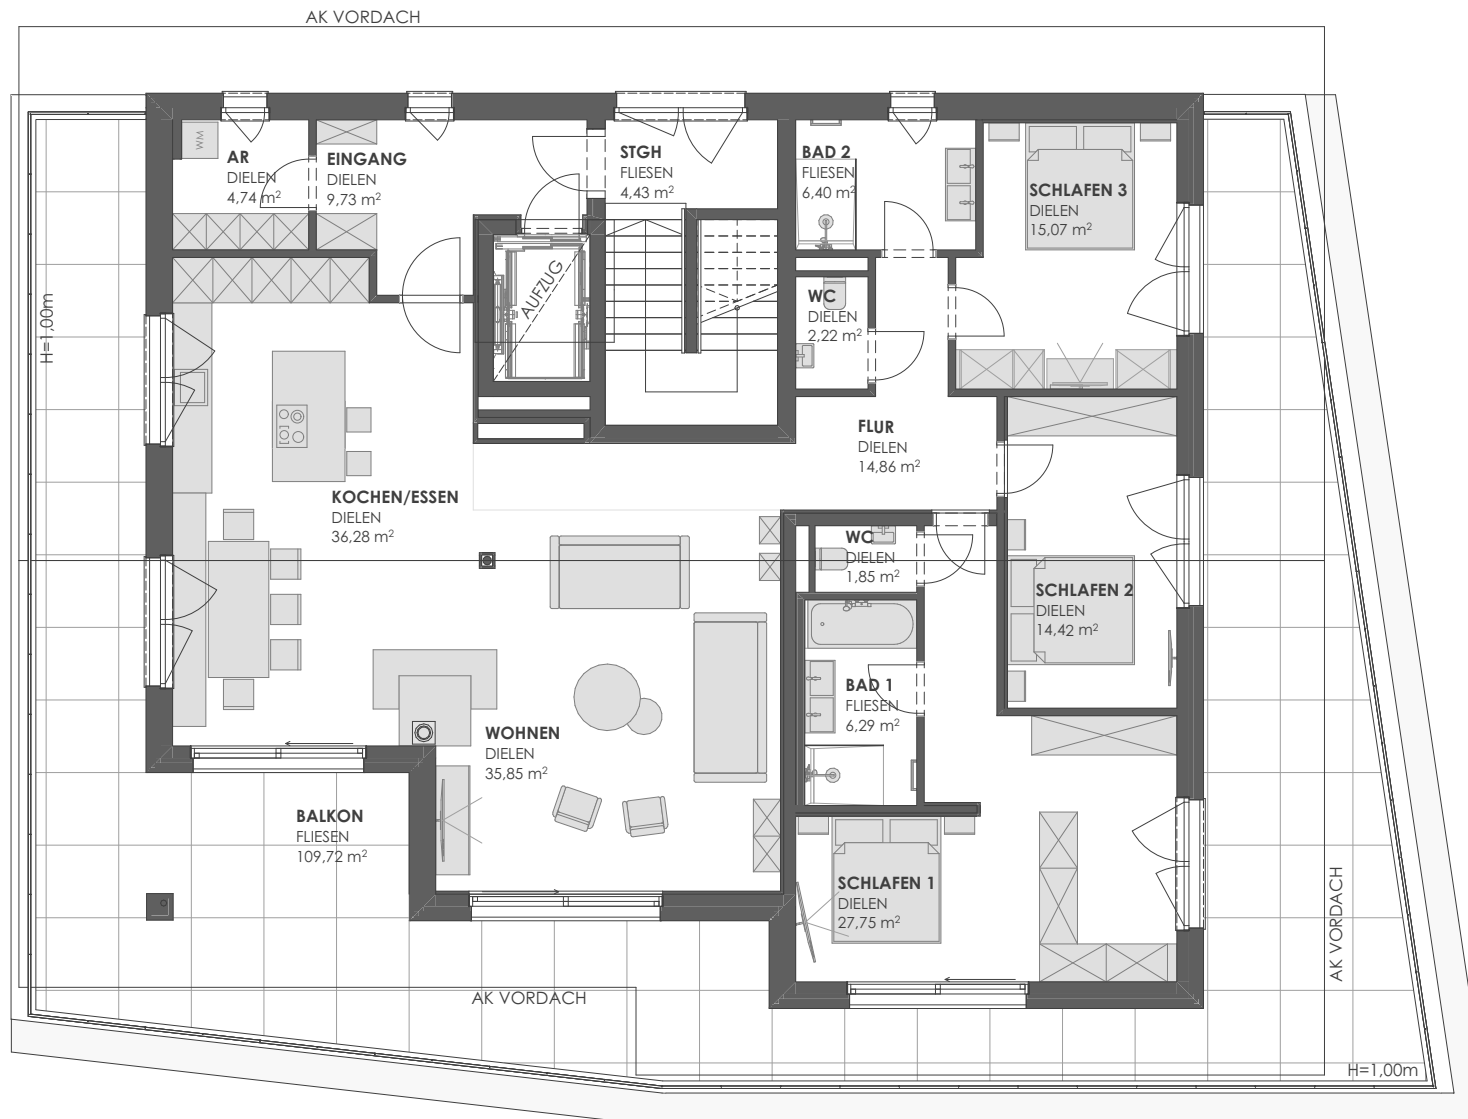 AK VORDACH
WM
AR
DIELEN
4,74 m²
EINGANG
DIELEN
9,73 m²
STGH
FLIESEN
4,43 m²
BAD 2
FLIESEN
6,40 m²
SCHLAFEN 3
DIELEN
15,07 m²
AUFZUG
WC
DIELEN
2,22 m²
H=1,00m
FLUR
DIELEN
14,86 m²
KOCHEN/ESSEN
DIELEN
36,28 m²
WC
DIELEN
1,85 m²
SCHLAFEN 2
DIELEN
14,42 m²
BAD 1
FLIESEN
6,29 m²
WOHNEN
DIELEN
35,85 m²
BALKON
FLIESEN
109,72 m²
SCHLAFEN 1
DIELEN
27,75 m²
AK VORDACH
AK VORDACH
H=1,00m